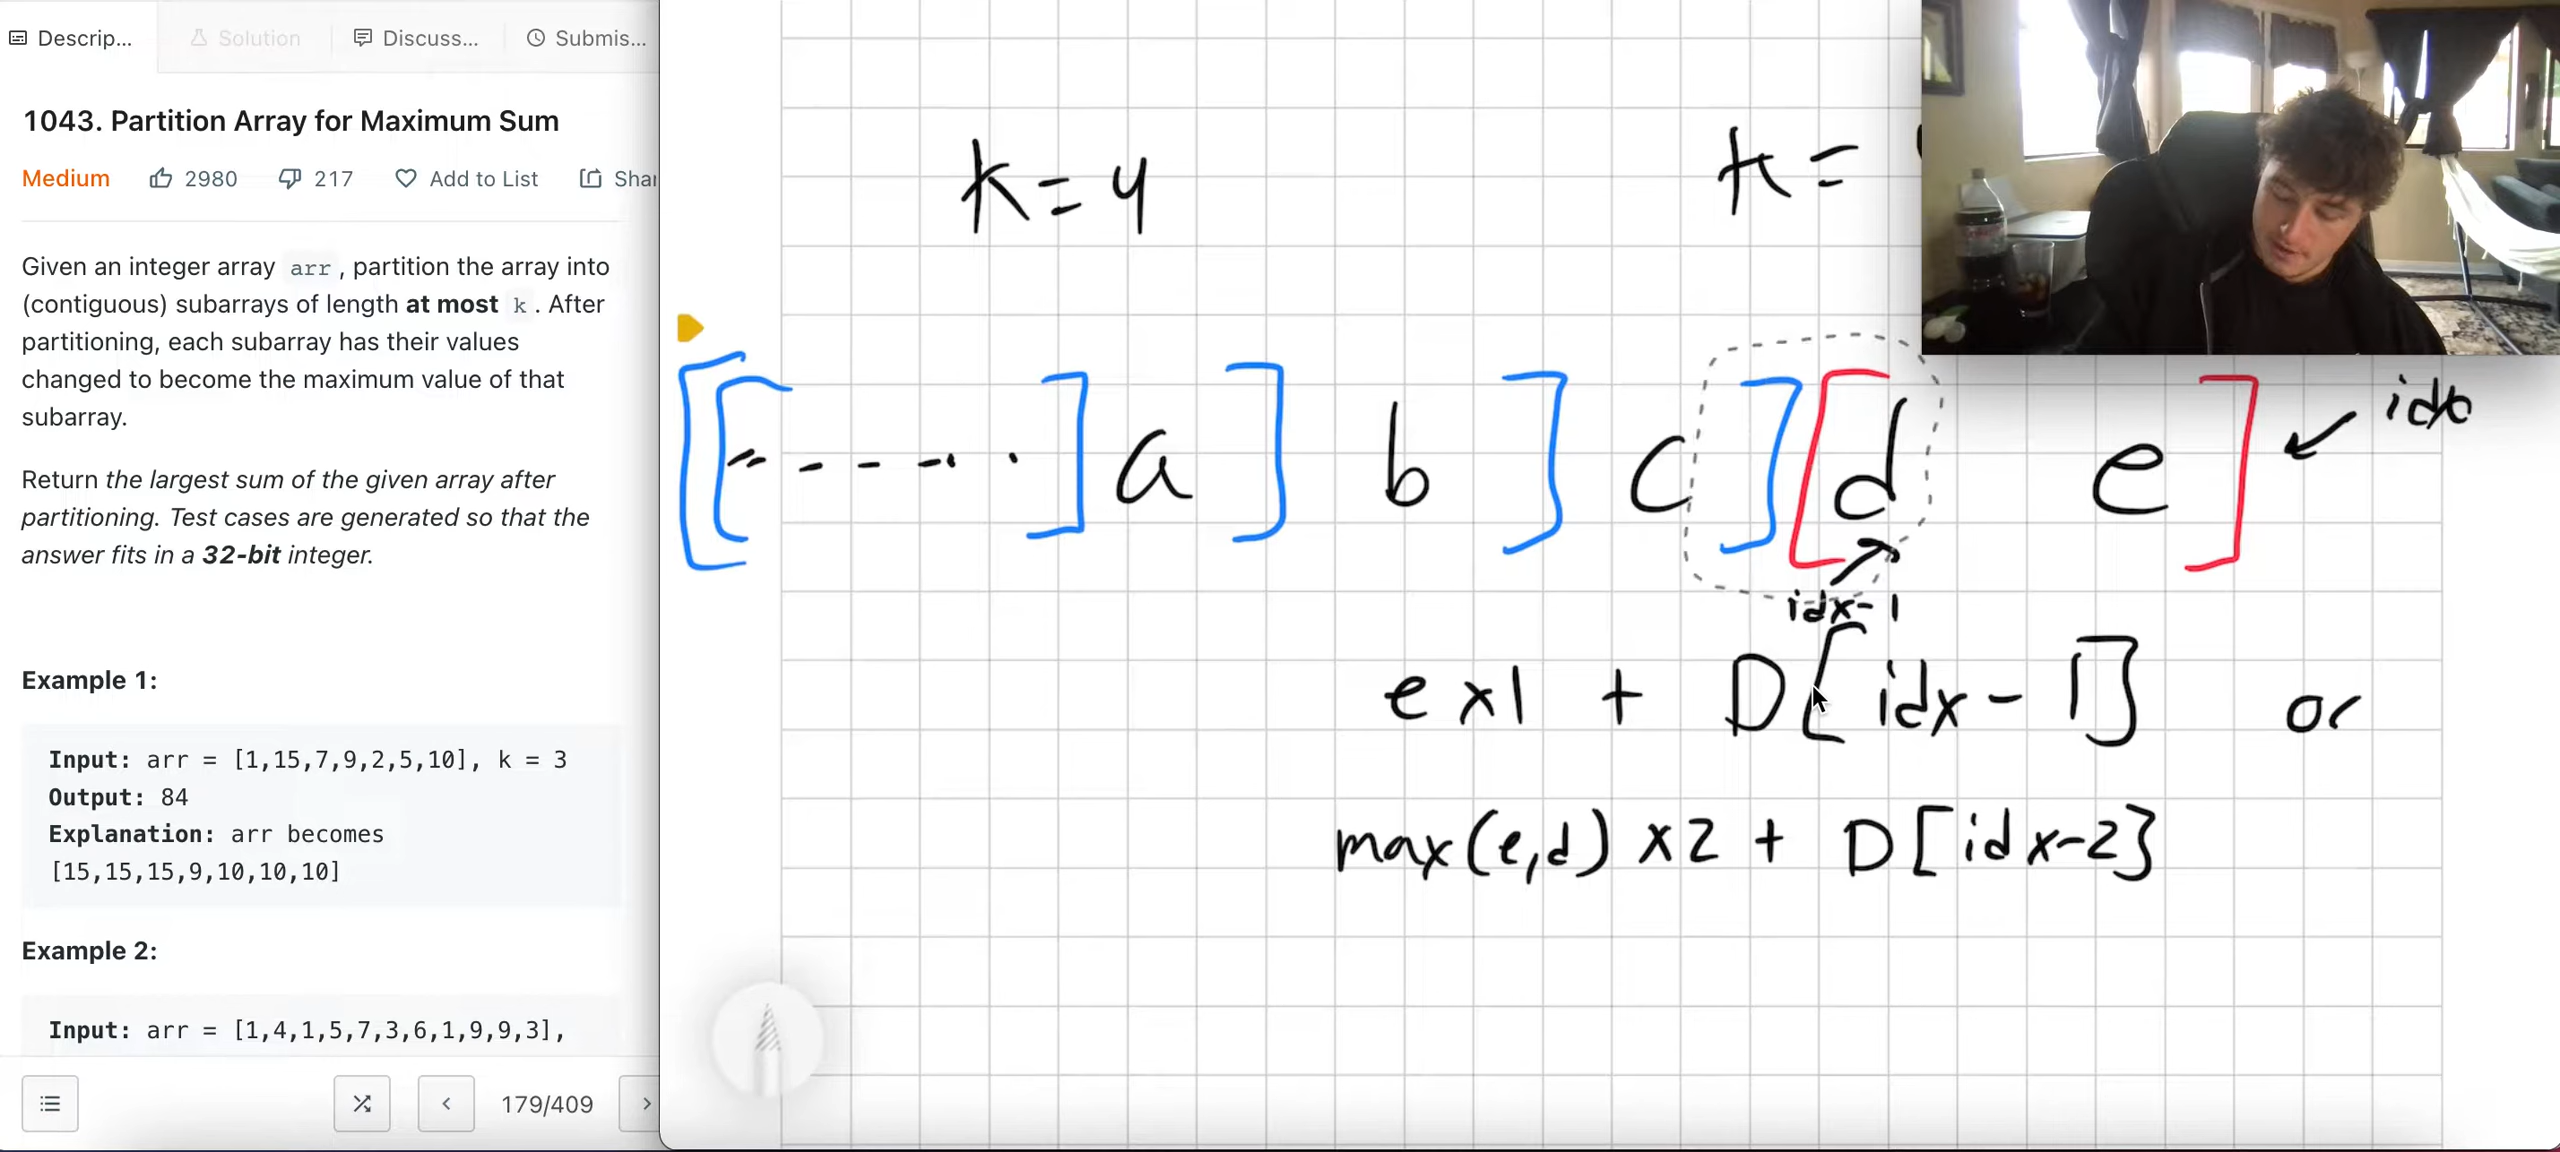 Descrip...
Solution
Discuss...
Submis...
1043. Partition Array for Maximum Sum
Medium 2980 217 Add to List Shar
Given an integer array arr , partition the array into
(contiguous) subarrays of length at most k . After
partitioning, each subarray has their values
changed to become the maximum value of that
subarray.
Return the largest sum of the given array after
partitioning. Test cases are generated so that the
answer fits in a 32-bit integer.
Example 1:
Input: arr = [1,15,7,9,2,5,10], k = 3
Output: 84
Explanation: arr becomes
[15,15,15,9,10,10,10]
Example 2:
Input: arr = [1,4,1,5,7,3,6,1,9,9,3],
179/409
k=4
k=
[[------]a] b] c][d e] idx
idx-1
ex1 + D[idx-1] or
max(e,d) x2 + D[idx-2]